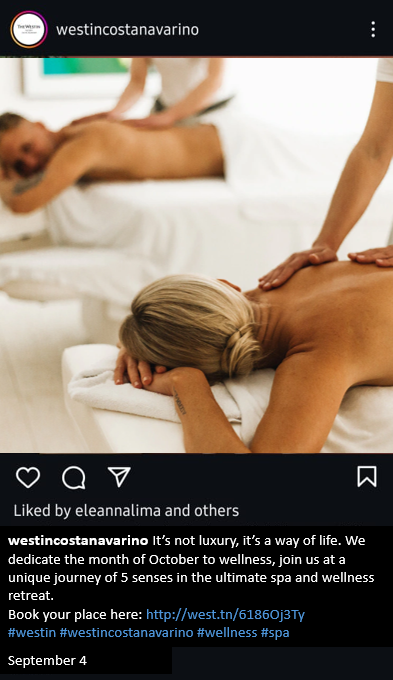 THE WESTIN
westincostanavarino
Liked by eleannalima and others
westincostanavarino It’s not luxury, it’s a way of life. We
dedicate the month of October to wellness, join us at a
unique journey of 5 senses in the ultimate spa and wellness
retreat.
Book your place here: http://west.tn/6186Oj3Ty
#westin #westincostanavarino #wellness #spa
September 4